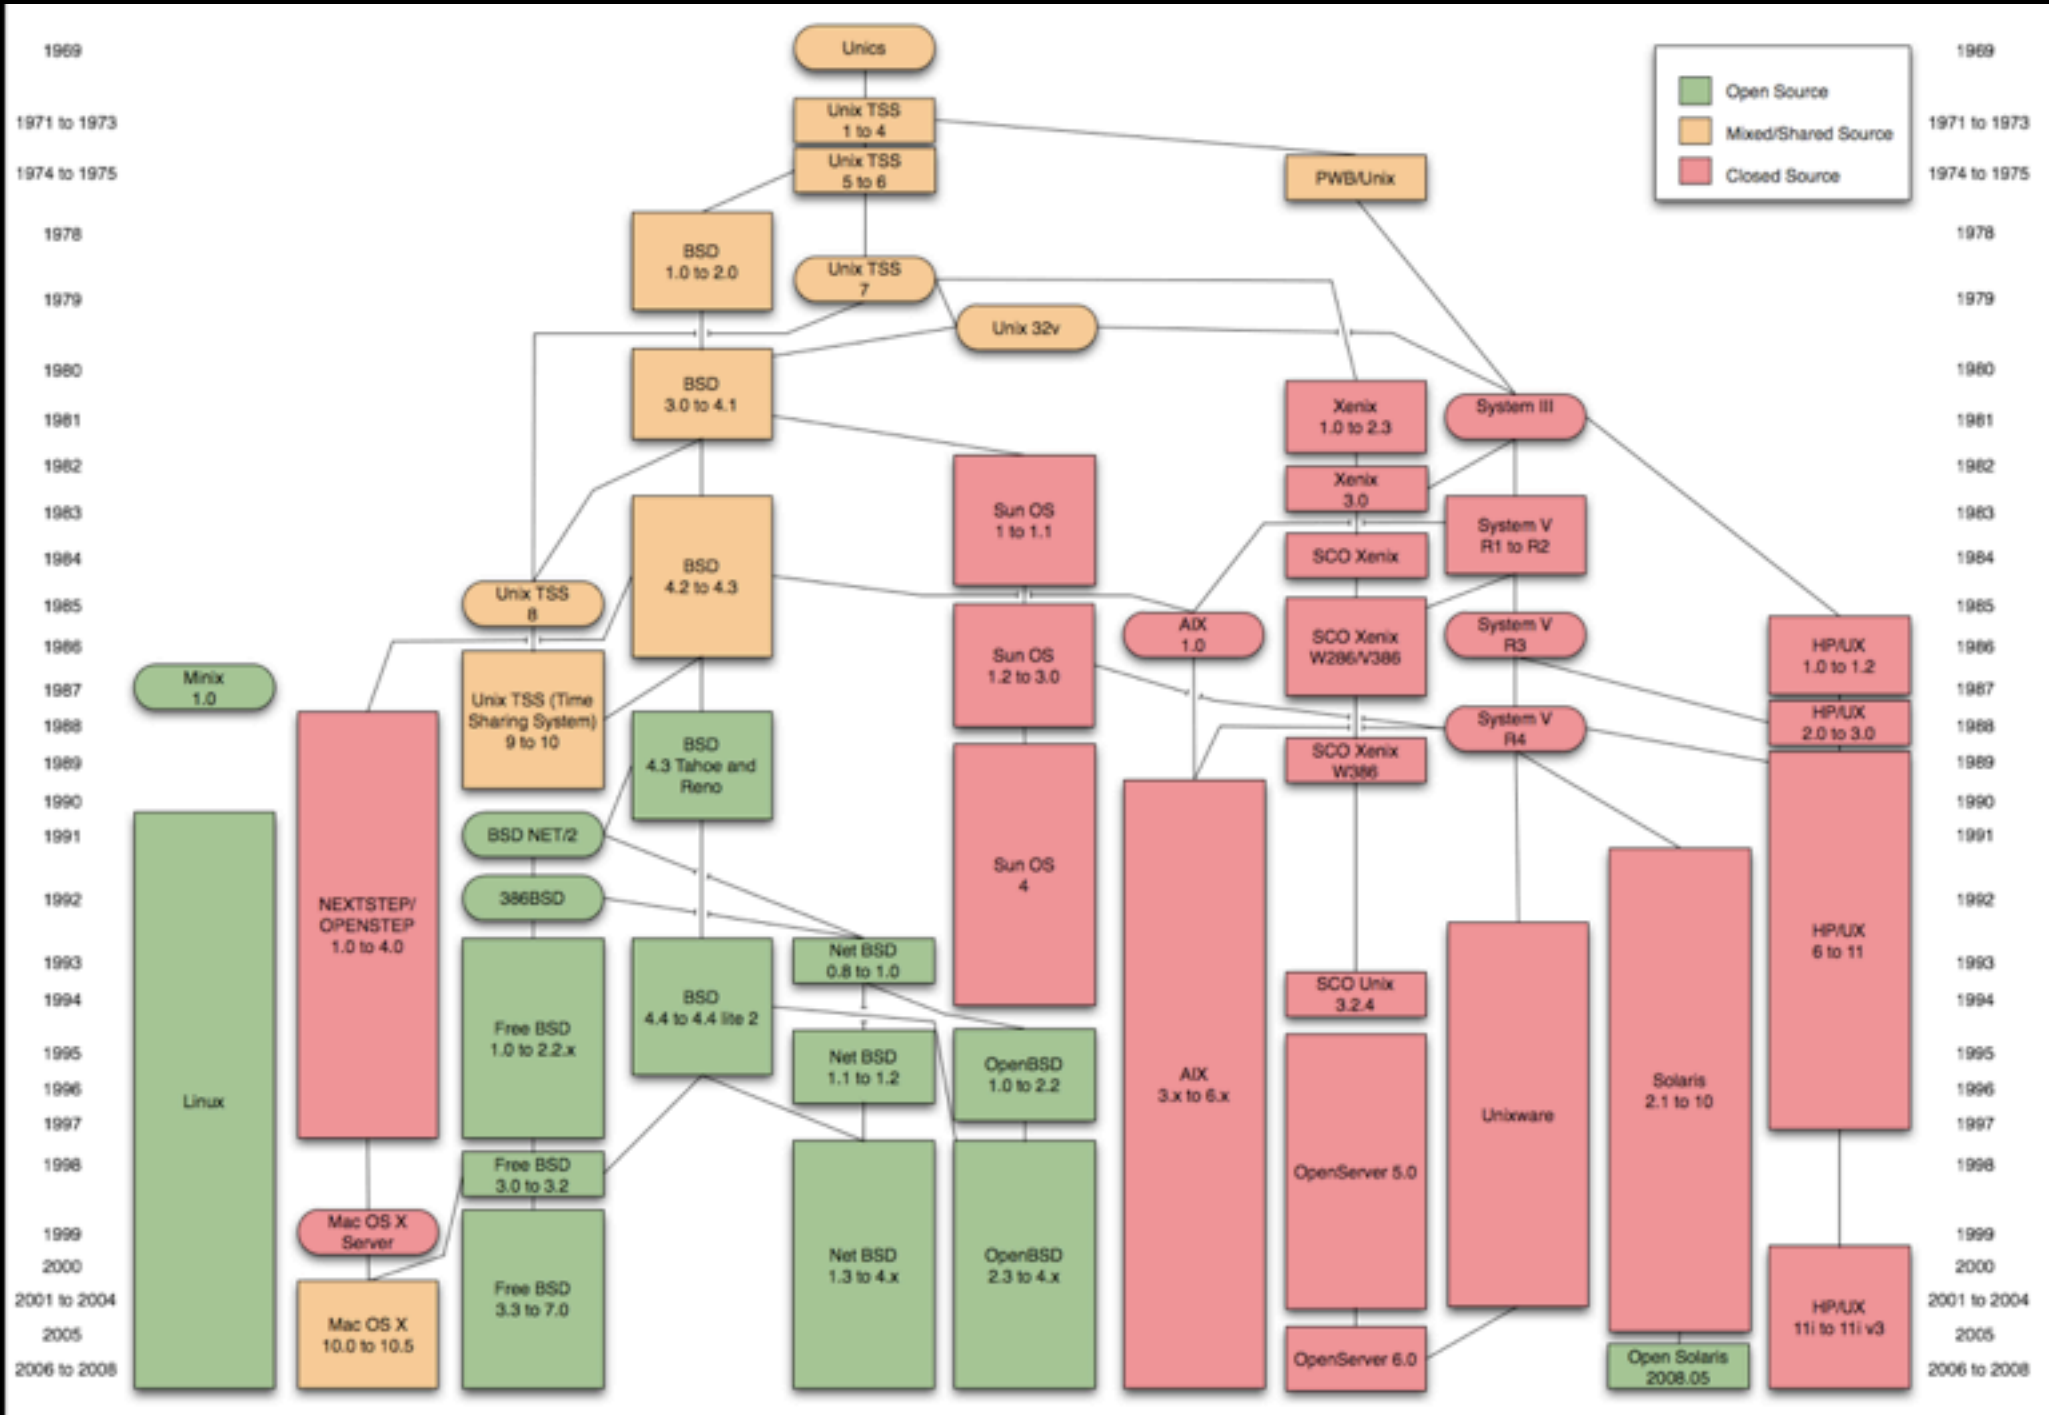 1969
Unics
1969
Open Source
Mixed/Shared Source
Closed Source
1971 to 1973
Unix TSS
1 to 4
1971 to 1973
1974 to 1975
Unix TSS
5 to 6
PWB/Unix
1974 to 1975
1978
BSD
1.0 to 2.0
1978
Unix TSS
7
1979
Unix 32v
1979
1980
BSD
3.0 to 4.1
1980
1981
Xenix
1.0 to 2.3
System III
1981
1982
Xenix
3.0
1982
1983
Sun OS
1 to 1.1
System V
R1 to R2
1983
1984
BSD
4.2 to 4.3
SCO Xenix
1984
1985
Unix TSS
8
1985
1986
Sun OS
1.2 to 3.0
AIX
1.0
SCO Xenix
W286/V386
System V
R3
HP/UX
1.0 to 1.2
1986
Minix
1.0
1987
1987
Unix TSS (Time
Sharing System)
9 to 10
1988
System V
R4
HP/UX
2.0 to 3.0
1988
BSD
4.3 Tahoe and
Reno
1989
SCO Xenix
W386
1989
1990
1990
1991
BSD NET/2
1991
Sun OS
4
1992
386BSD
1992
NEXTSTEP/
OPENSTEP
1.0 to 4.0
HP/UX
6 to 11
1993
Net BSD
0.8 to 1.0
1993
1994
BSD
4.4 to 4.4 lite 2
SCO Unix
3.2.4
1994
Free BSD
1.0 to 2.2.x
1995
Net BSD
1.1 to 1.2
OpenBSD
1.0 to 2.2
1995
1996
Linux
AIX
3.x to 6.x
Unixware
Solaris
2.1 to 10
1996
1997
1997
1998
Free BSD
3.0 to 3.2
OpenServer 5.0
1998
1999
Mac OS X
Server
1999
2000
Net BSD
1.3 to 4.x
OpenBSD
2.3 to 4.x
2000
2001 to 2004
Free BSD
3.3 to 7.0
2001 to 2004
2005
Mac OS X
10.0 to 10.5
HP/UX
11i to 11i v3
2005
2006 to 2008
OpenServer 6.0
Open Solaris
2008.05
2006 to 2008